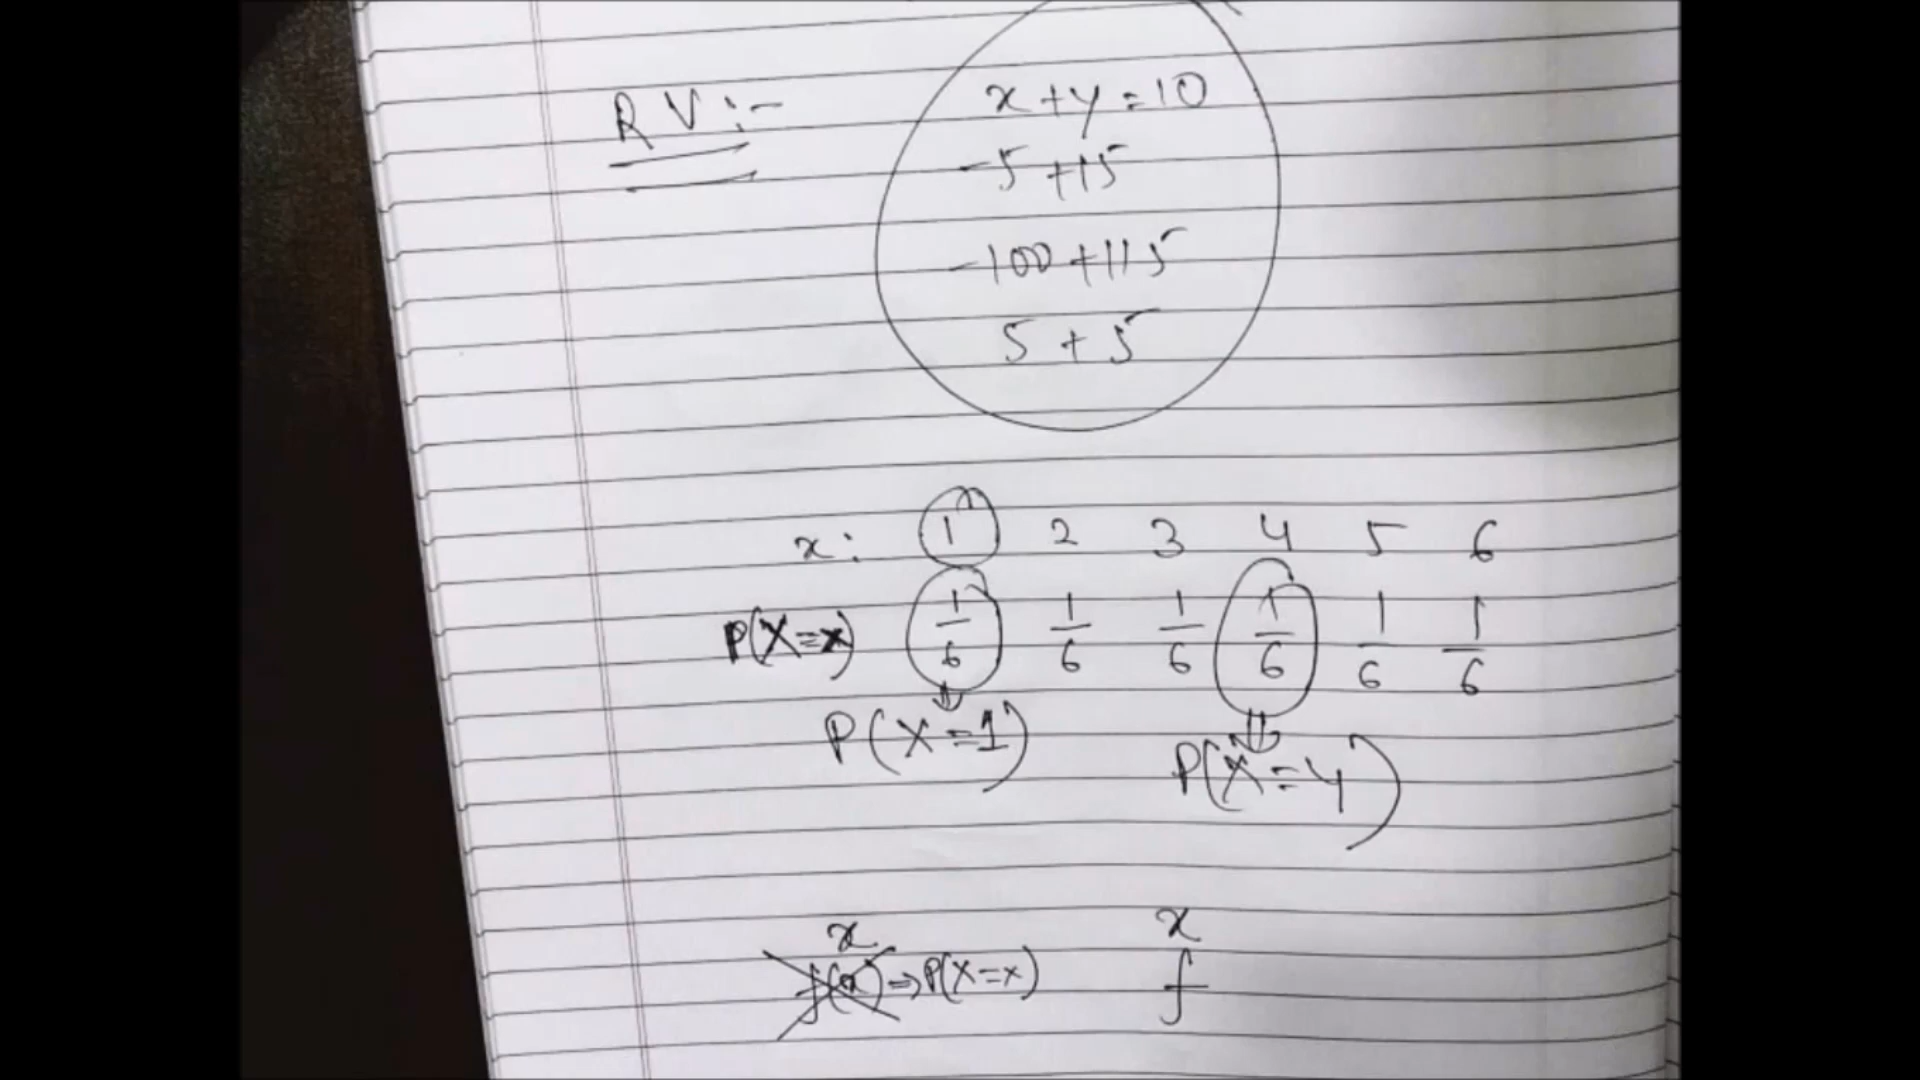 RV:-
x+y=10
-5+15
-100+115
5+5
x: 1 2 3 4 5 6
P(X=x) 1/6 1/6 1/6 1/6 1/6 1/6
P(X=1) P(X=4)
x x
f(x)⇒P(X=x) f